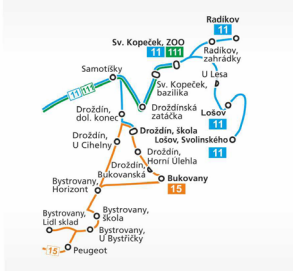 Radíkov
11
Sv. Kopeček, ZOO
11 111
Radíkov,
zahrádky
Samotíšky
U Lesa
11 111
Sv. Kopeček,
bazilika
Droždín,
dol. konec
Droždínská
zatáčka
Lošov
11
Droždín, škola
Droždín,
U Cihelny
Lošov, Svolinského
11
Droždín,
Horní Úlehla
Droždín,
Bukovanská
Bukovany
15
Bystrovany,
Horizont
Bystrovany,
Lidl sklad
Bystrovany,
škola
Bystrovany,
U Bystřičky
15
Peugeot